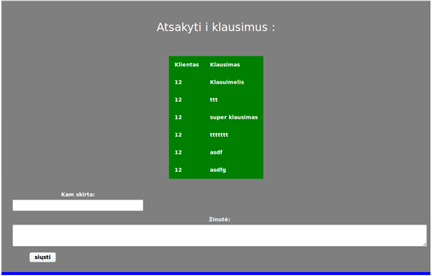 Atsakyti i klausimus :
Klientas Klausimas
12 Klasuimelis
12 ttt
12 super klausimas
12 ttttttt
12 asdf
12 asdfg
Kam skirta:
Žinutė:
siųsti